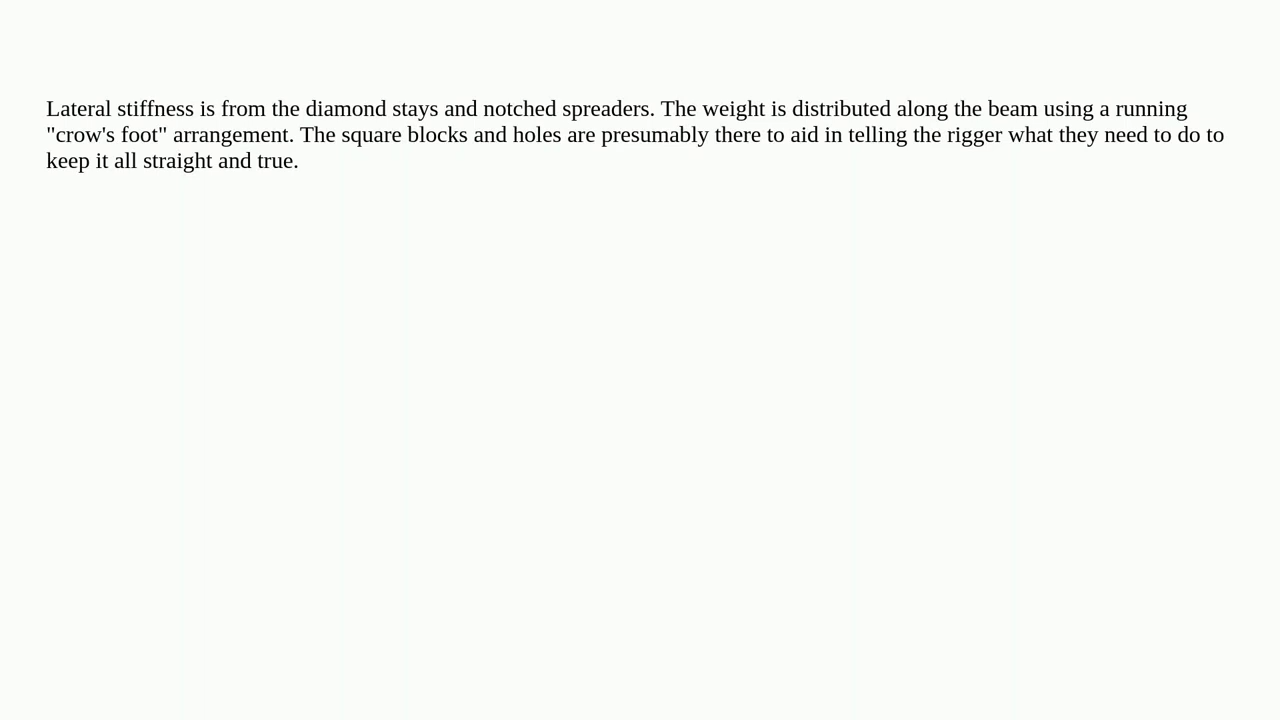 Lateral stiffness is from the diamond stays and notched spreaders. The weight is distributed along the beam using a running
"crow's foot" arrangement. The square blocks and holes are presumably there to aid in telling the rigger what they need to do to
keep it all straight and true.